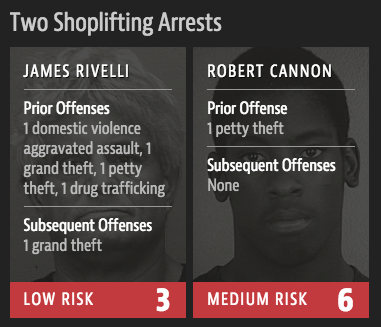 Two Shoplifting Arrests
JAMES RIVELLI
Prior Offenses
1 domestic violence
aggravated assault, 1
grand theft, 1 petty
theft, 1 drug trafficking
Subsequent Offenses
1 grand theft
LOW RISK 3
ROBERT CANNON
Prior Offense
1 petty theft
Subsequent Offenses
None
MEDIUM RISK 6